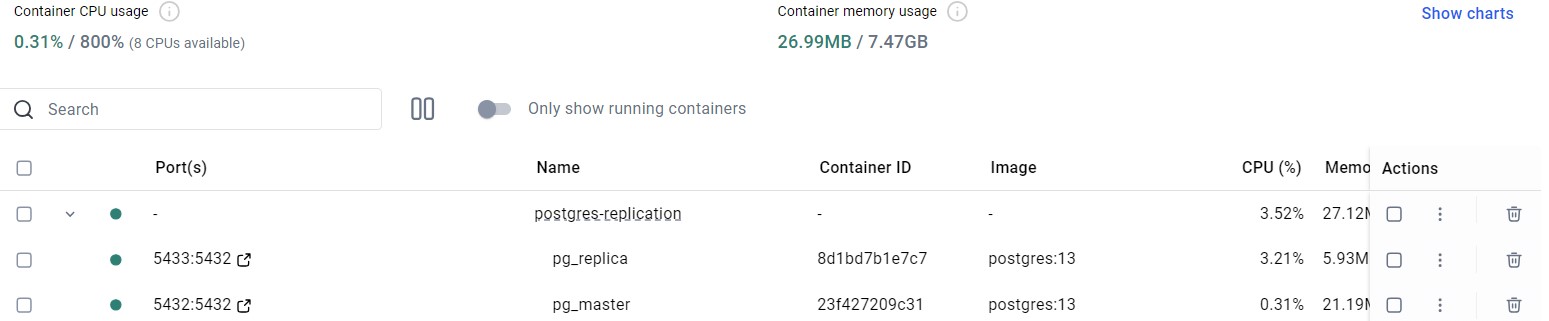 Container CPU usage Container memory usage Show charts
0.31% / 800% (8 CPUs available) 26.99MB / 7.47GB
Search Only show running containers
Port(s) Name Container ID Image CPU (%) Memo Actions
- postgres-replication - - 3.52% 27.12M
5433:5432 pg_replica 8d1bd7b1e7c7 postgres:13 3.21% 5.93M
5432:5432 pg_master 23f427209c31 postgres:13 0.31% 21.19M